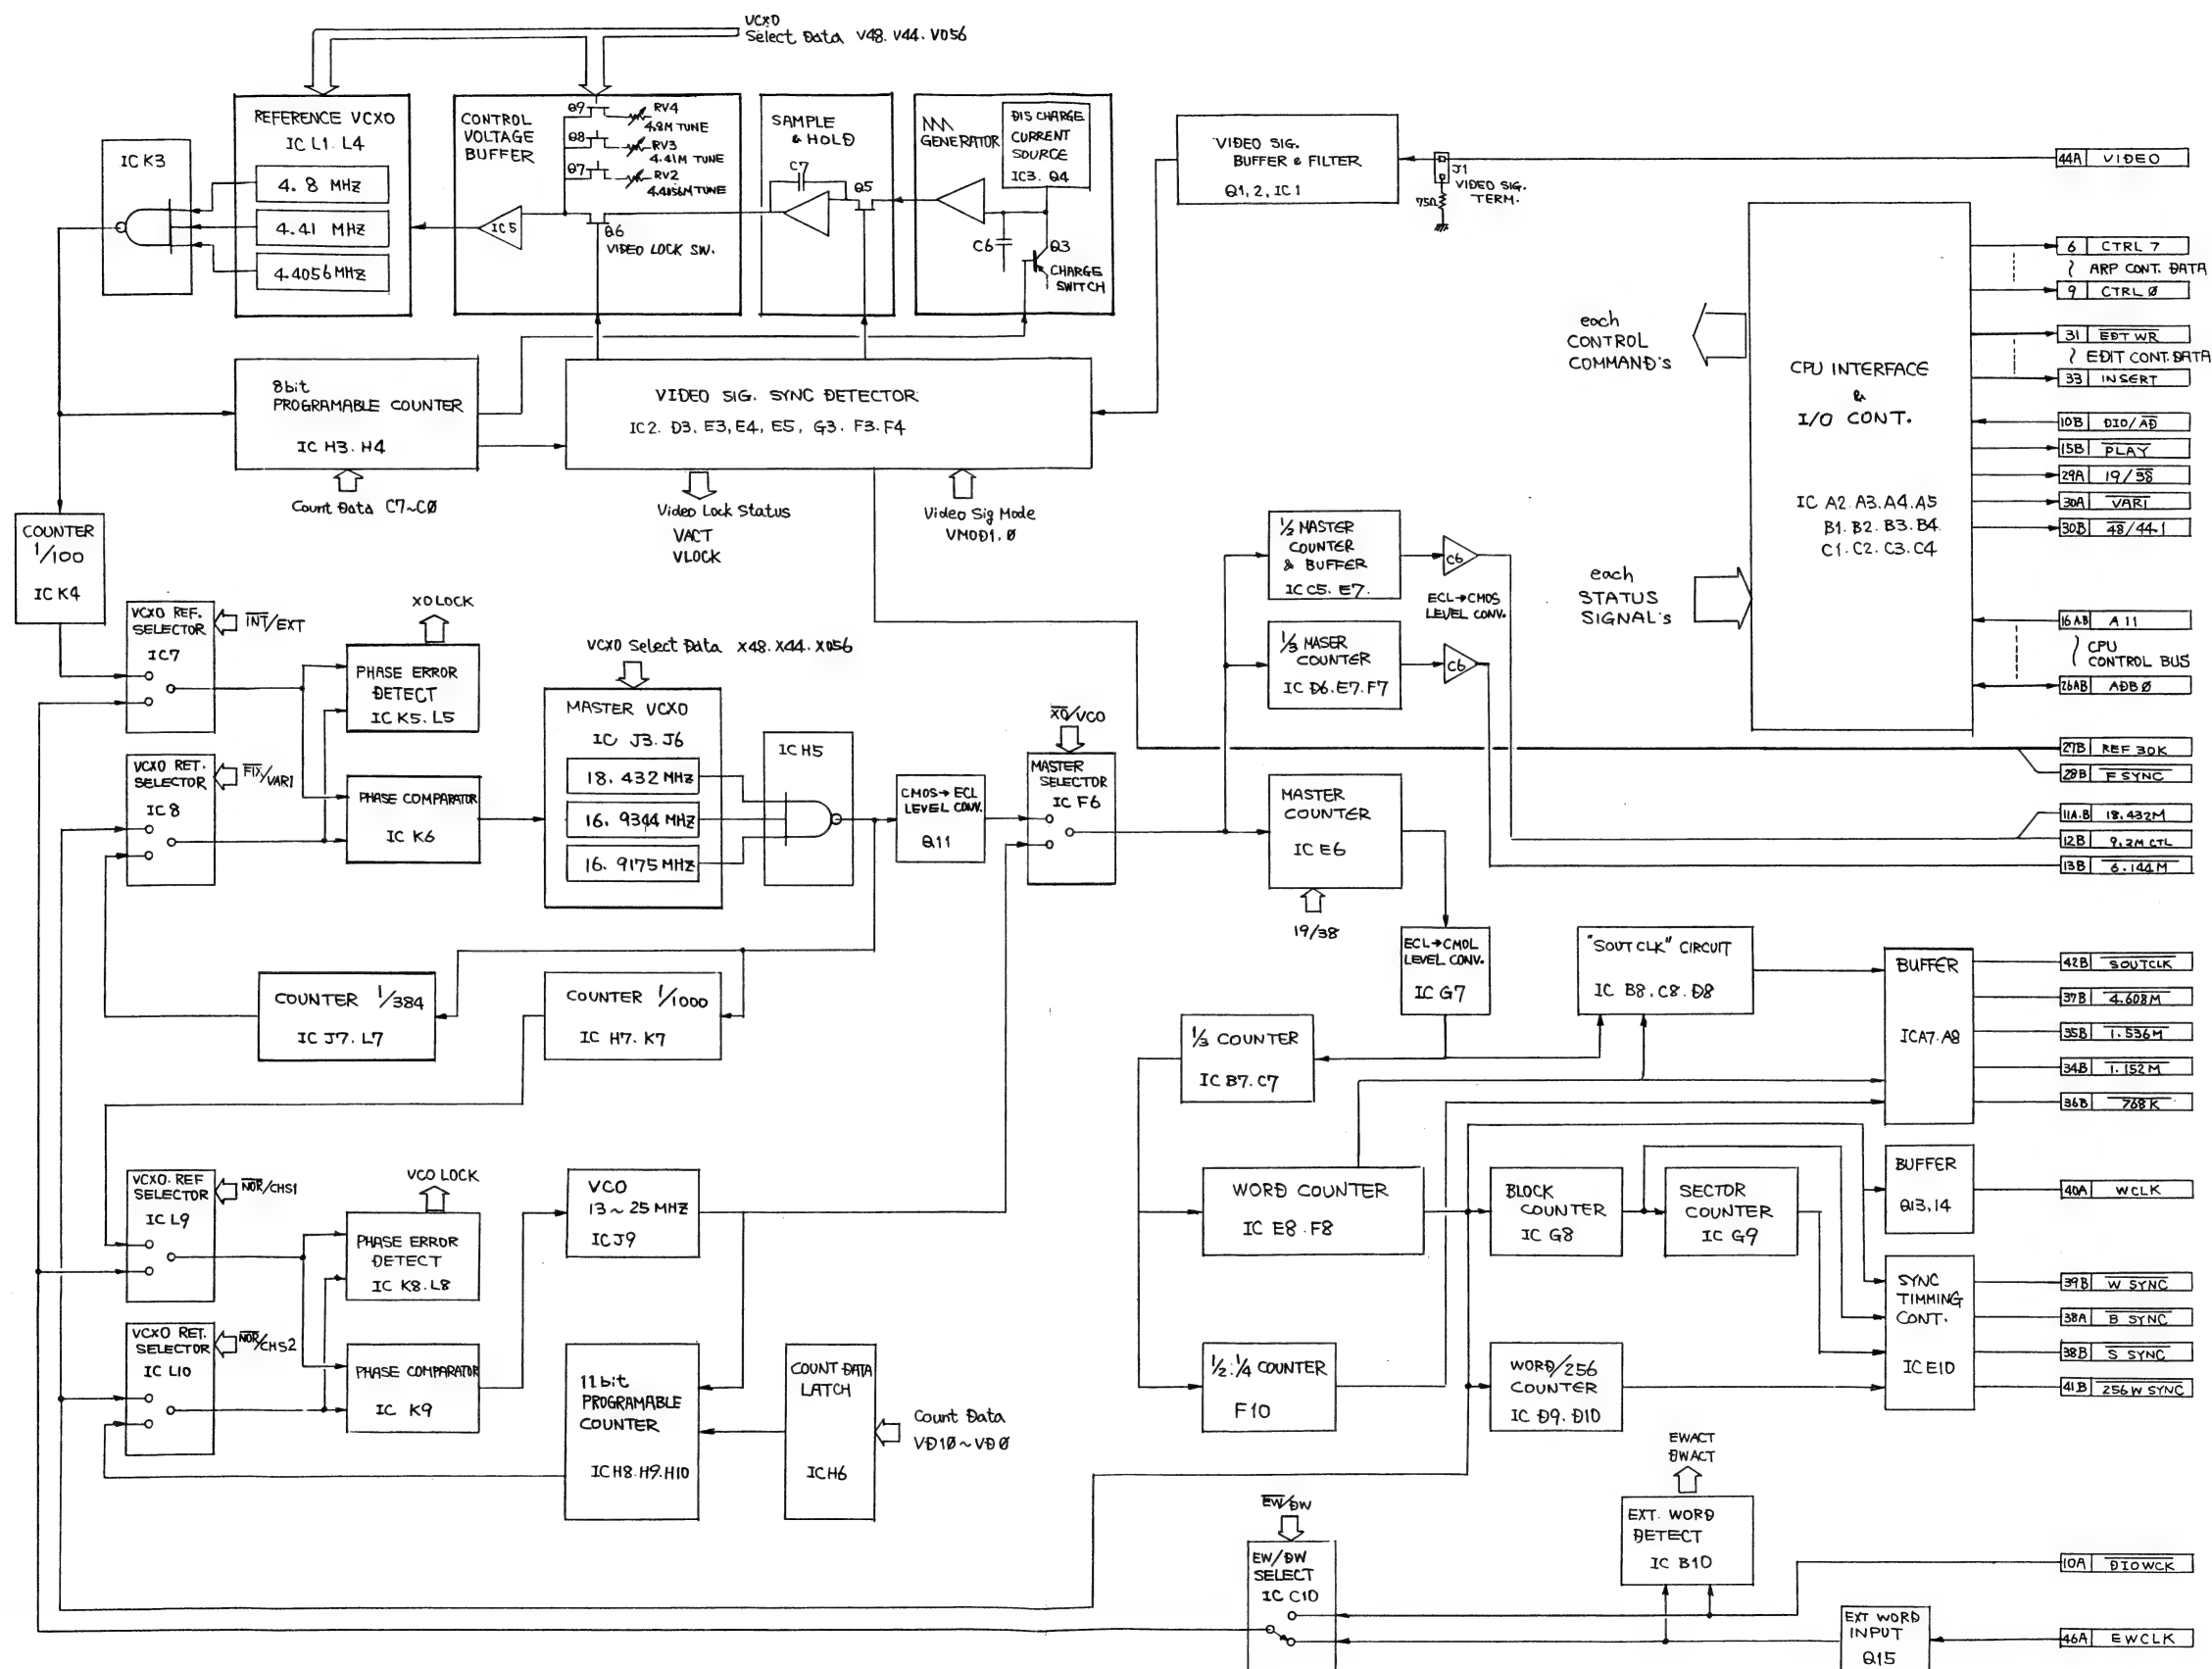 VCXO
Select Data V48. V44. V056
REFERENCE VCXO
IC L1. L4
4.8 MHz
4.41 MHz
4.4056 MHz
IC K3
CONTROL
VOLTAGE
BUFFER
Q9
RV4
4.8M TUNE
Q8
RV3
4.41M TUNE
Q7
RV2
4.4056M TUNE
IC5
Q6
VIDEO LOCK SW.
SAMPLE
& HOLD
C7
Q5
GENERATOR
DIS CHARGE
CURRENT
SOURCE
IC3. Q4
C6
Q3
CHARGE
SWITCH
VIDEO SIG.
BUFFER & FILTER
Q1, 2, IC1
J1
VIDEO SIG.
TERM.
75Ω
44A VIDEO
8bit
PROGRAMABLE COUNTER
IC H3. H4
Count Data C7~C0
VIDEO SIG. SYNC DETECTOR
IC2. D3. E3, E4, E5, G3. F3. F4
Video Lock Status
VACT
VLOCK
Video Sig Mode
VMOD1, 0
each
CONTROL
COMMAND's
CPU INTERFACE
&
I/O CONT.
IC A2. A3. A4. A5
B1. B2. B3. B4.
C1. C2. C3. C4
each
STATUS
SIGNAL's
6 CTRL 7
ARP CONT. DATA
9 CTRL 0
31 EDT WR
EDIT CONT. DATA
33 INSERT
10B DIO/AD
15B PLAY
29A 19/38
30A VARI
30B 48/44.1
16AB A11
CPU
CONTROL BUS
26AB ADB0
COUNTER
1/100
IC K4
VCXO REF.
SELECTOR
IC7
INT/EXT
XO LOCK
PHASE ERROR
DETECT
IC K5. L5
VCXO RET.
SELECTOR
IC8
FIX/VARI
PHASE COMPARATOR
IC K6
VCXO Select Data X48. X44. X056
MASTER VCXO
IC J3. J6
18.432 MHz
16.9344 MHz
16.9175 MHz
IC H5
CMOS→ECL
LEVEL CONV.
Q11
XO/VCO
MASTER
SELECTOR
IC F6
1/2 MASTER
COUNTER
& BUFFER
IC C5. E7.
C6
ECL→CMOS
LEVEL CONV.
1/3 MASER
COUNTER
IC D6. E7. F7
C6
MASTER
COUNTER
IC E6
19/38
27B REF 30K
28B F SYNC
11A.B 18.432M
12B 9.2M CTL
13B 6.144M
COUNTER 1/384
IC J7. L7
COUNTER 1/1000
IC H7. K7
ECL→CMOL
LEVEL CONV.
IC G7
"SOUT CLK" CIRCUIT
IC B8. C8. D8
BUFFER
IC A7. A8
42B SOUTCLK
37B 4.608M
35B 1.536M
34B 1.152M
36B 768K
1/3 COUNTER
IC B7. C7
VCXO. REF
SELECTOR
IC L9
NOR/CHS1
VCO LOCK
PHASE ERROR
DETECT
IC K8. L8
VCO
13~25 MHz
IC J9
WORD COUNTER
IC E8. F8
BLOCK
COUNTER
IC G8
SECTOR
COUNTER
IC G9
BUFFER
Q13, 14
40A WCLK
VCXO RET.
SELECTOR
IC L10
NOR/CHS2
PHASE COMPARATOR
IC K9
11bit
PROGRAMABLE
COUNTER
IC H8. H9. H10
COUNT DATA
LATCH
IC H6
Count Data
VD10~VD0
1/2. 1/4 COUNTER
F10
WORD/256
COUNTER
IC D9. D10
SYNC
TIMMING
CONT.
IC E10
39B W SYNC
38A B SYNC
38B S SYNC
41B 256 W SYNC
EWACT
DWACT
EXT. WORD
DETECT
IC B10
EW/DW
EW/DW
SELECT
IC C10
10A DIOWCK
EXT WORD
INPUT
Q15
46A EWCLK